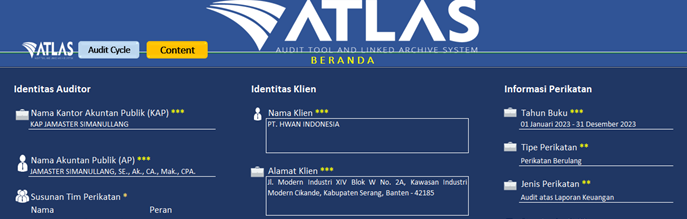 ATLAS
AUDIT TOOL AND LINKED ARCHIVE SYSTEM
ATLAS
Audit Cycle
Content
BERANDA
Identitas Auditor
Nama Kantor Akuntan Publik (KAP) ***
KAP JAMASTER SIMANULLANG
Nama Akuntan Publik (AP) ***
JAMASTER SIMANULLANG, SE., Ak., CA., Mak., CPA.
Susunan Tim Perikatan *
Nama Peran
Identitas Klien
Nama Klien ***
PT. HWAN INDONESIA
Alamat Klien ***
Jl. Modern Industri XIV Blok W No. 2A, Kawasan Industri
Modern Cikande, Kabupaten Serang, Banten - 42185
Informasi Perikatan
Tahun Buku ***
01 Januari 2023 - 31 Desember 2023
Tipe Perikatan **
Perikatan Berulang
Jenis Perikatan **
Audit atas Laporan Keuangan